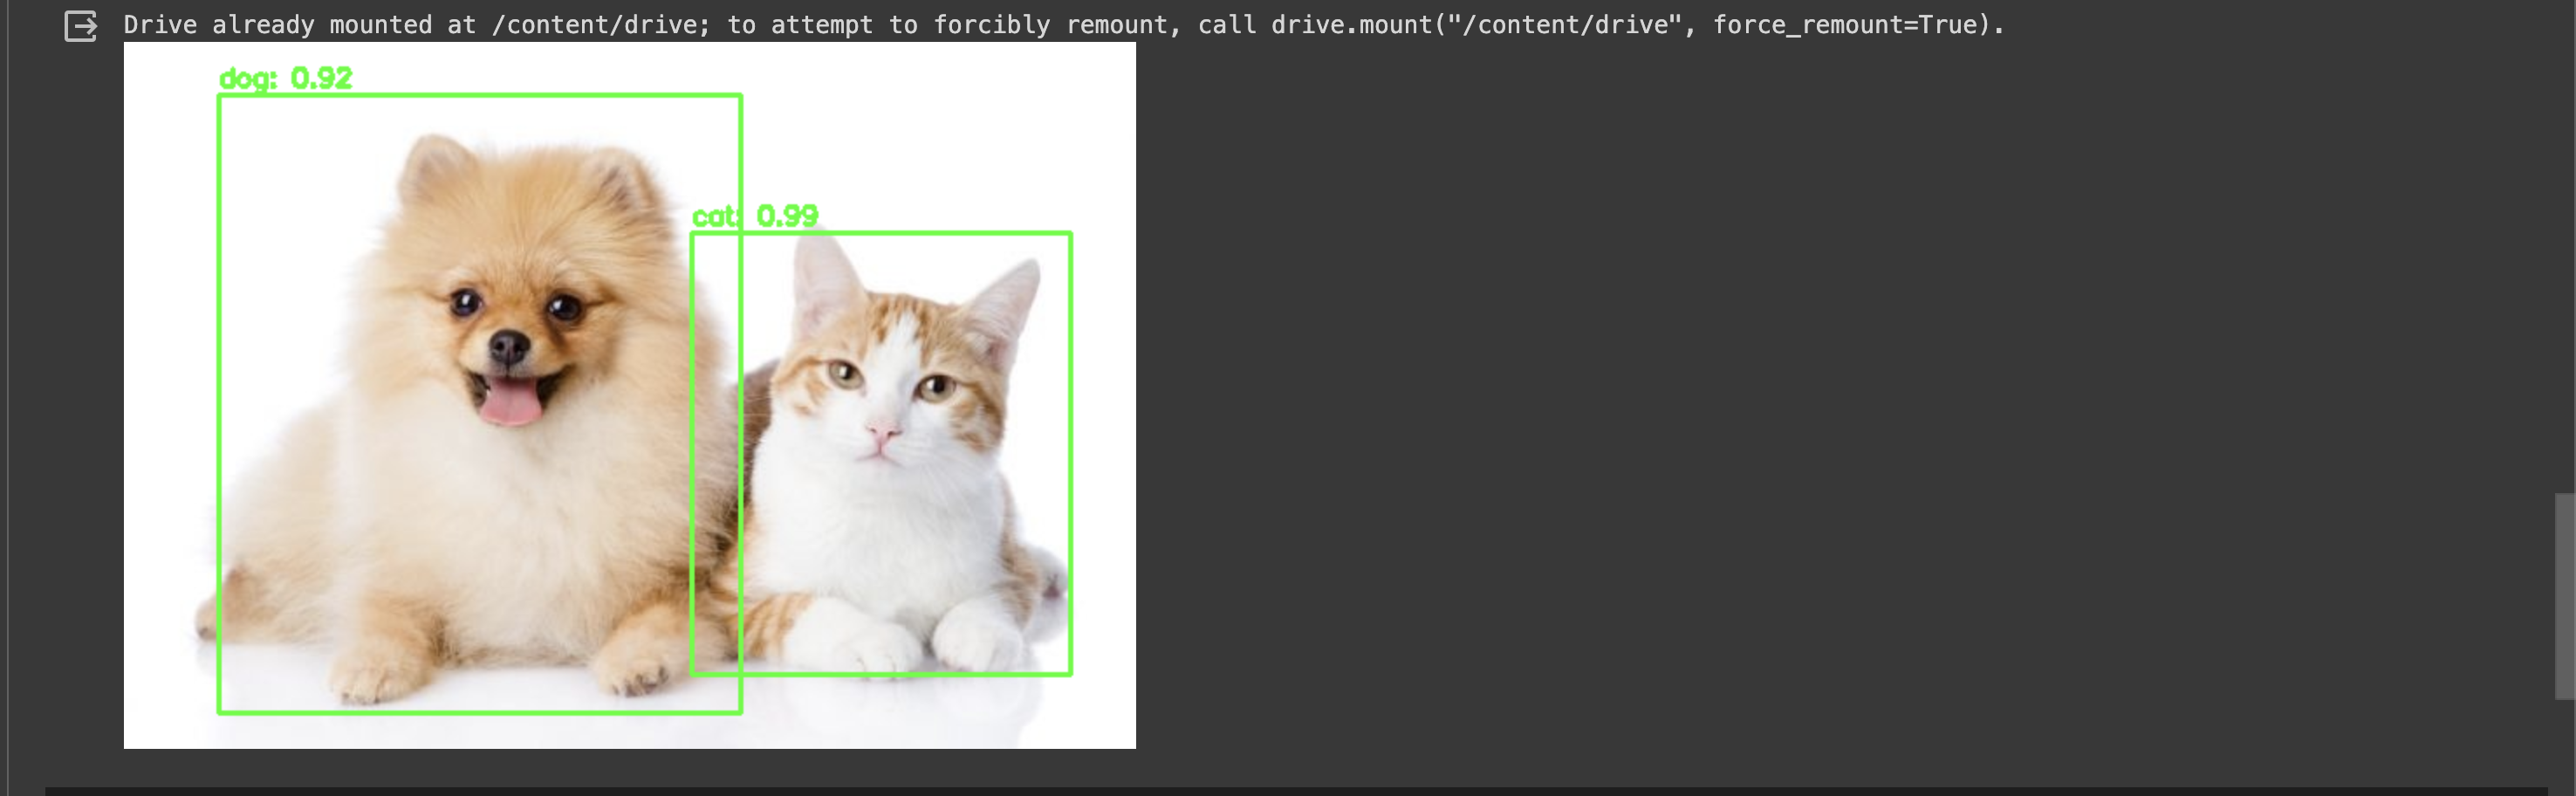 Drive already mounted at /content/drive; to attempt to forcibly remount, call drive.mount("/content/drive", force_remount=True).
dog: 0.92
cat: 0.99